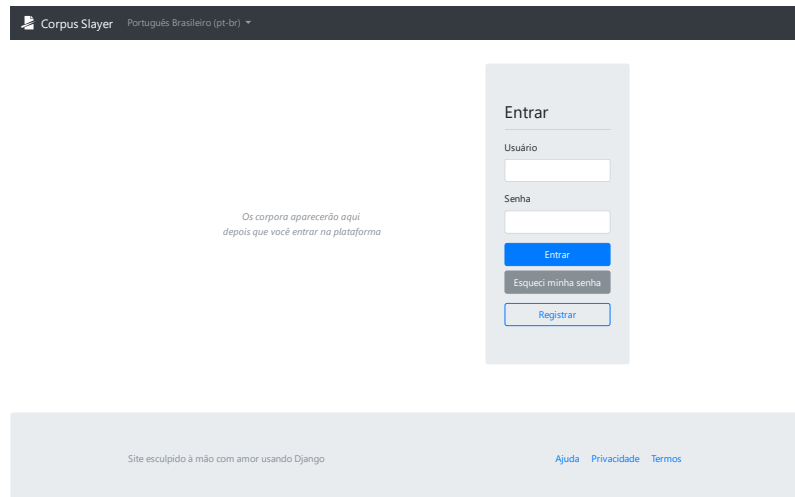 Corpus Slayer Português Brasileiro (pt-br)
Entrar
Usuário
Senha
Os corpora aparecerão aqui
depois que você entrar na plataforma
Entrar
Esqueci minha senha
Registrar
Site esculpido à mão com amor usando Django
Ajuda Privacidade Termos